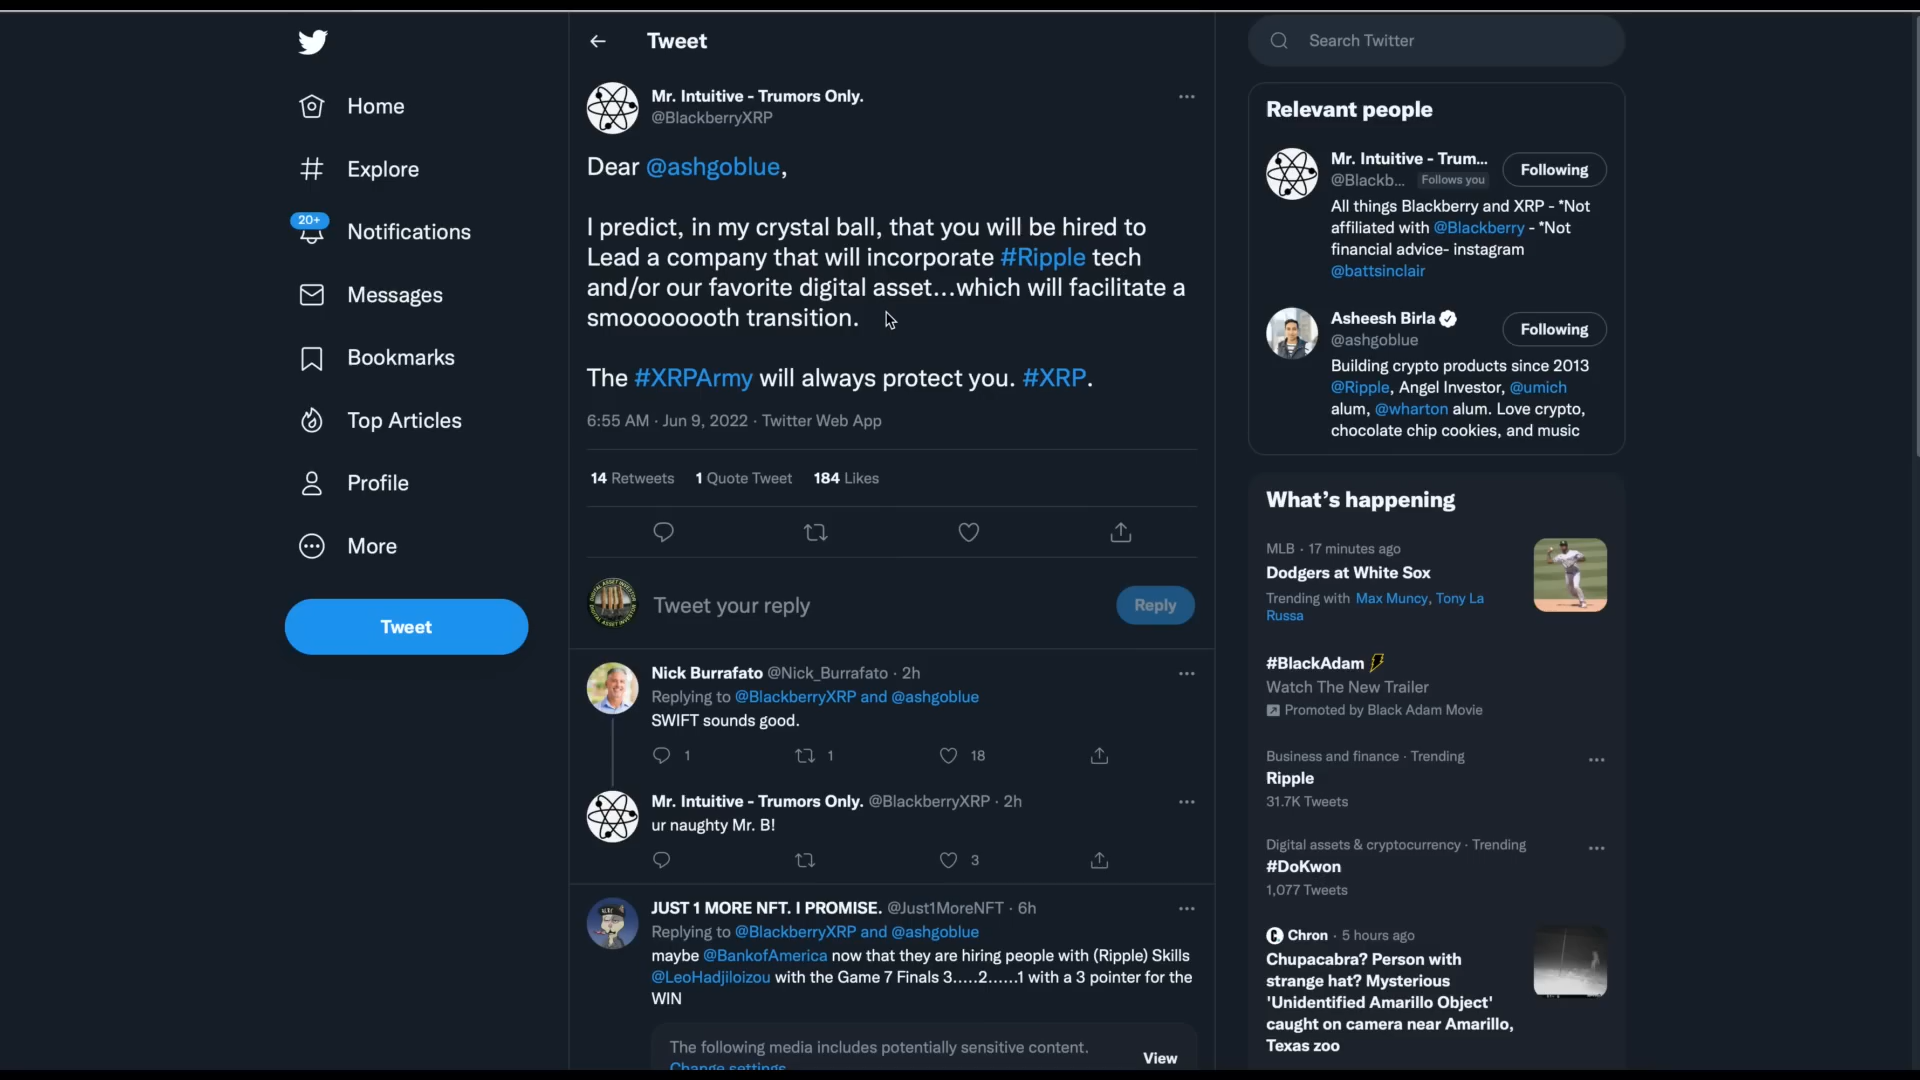 Home
Explore
20+
Notifications
Messages
Bookmarks
Top Articles
Profile
More
Tweet
Tweet
Mr. Intuitive - Trumors Only.
@BlackberryXRP
Dear @ashgoblue,
I predict, in my crystal ball, that you will be hired to
Lead a company that will incorporate #Ripple tech
and/or our favorite digital asset...which will facilitate a
smoooooooth transition.
The #XRPArmy will always protect you. #XRP.
6:55 AM · Jun 9, 2022 · Twitter Web App
14 Retweets 1 Quote Tweet 184 Likes
Tweet your reply
Reply
Nick Burrafato @Nick_Burrafato · 2h
Replying to @BlackberryXRP and @ashgoblue
SWIFT sounds good.
1 1 18
Mr. Intuitive - Trumors Only. @BlackberryXRP · 2h
ur naughty Mr. B!
3
JUST 1 MORE NFT. I PROMISE. @Just1MoreNFT · 6h
Replying to @BlackberryXRP and @ashgoblue
maybe @BankofAmerica now that they are hiring people with (Ripple) Skills
@LeoHadjiloizou with the Game 7 Finals 3.....2......1 with a 3 pointer for the
WIN
The following media includes potentially sensitive content.
Change settings
View
Search Twitter
Relevant people
Mr. Intuitive - Trum...
Following
@Blackb... Follows you
All things Blackberry and XRP - *Not
affiliated with @Blackberry - *Not
financial advice- instagram
@battsinclair
Asheesh Birla
Following
@ashgoblue
Building crypto products since 2013
@Ripple, Angel Investor, @umich
alum, @wharton alum. Love crypto,
chocolate chip cookies, and music
What's happening
MLB · 17 minutes ago
Dodgers at White Sox
Trending with Max Muncy, Tony La
Russa
#BlackAdam
Watch The New Trailer
Promoted by Black Adam Movie
Business and finance · Trending
Ripple
31.7K Tweets
Digital assets & cryptocurrency · Trending
#DoKwon
1,077 Tweets
Chron · 5 hours ago
Chupacabra? Person with
strange hat? Mysterious
'Unidentified Amarillo Object'
caught on camera near Amarillo,
Texas zoo